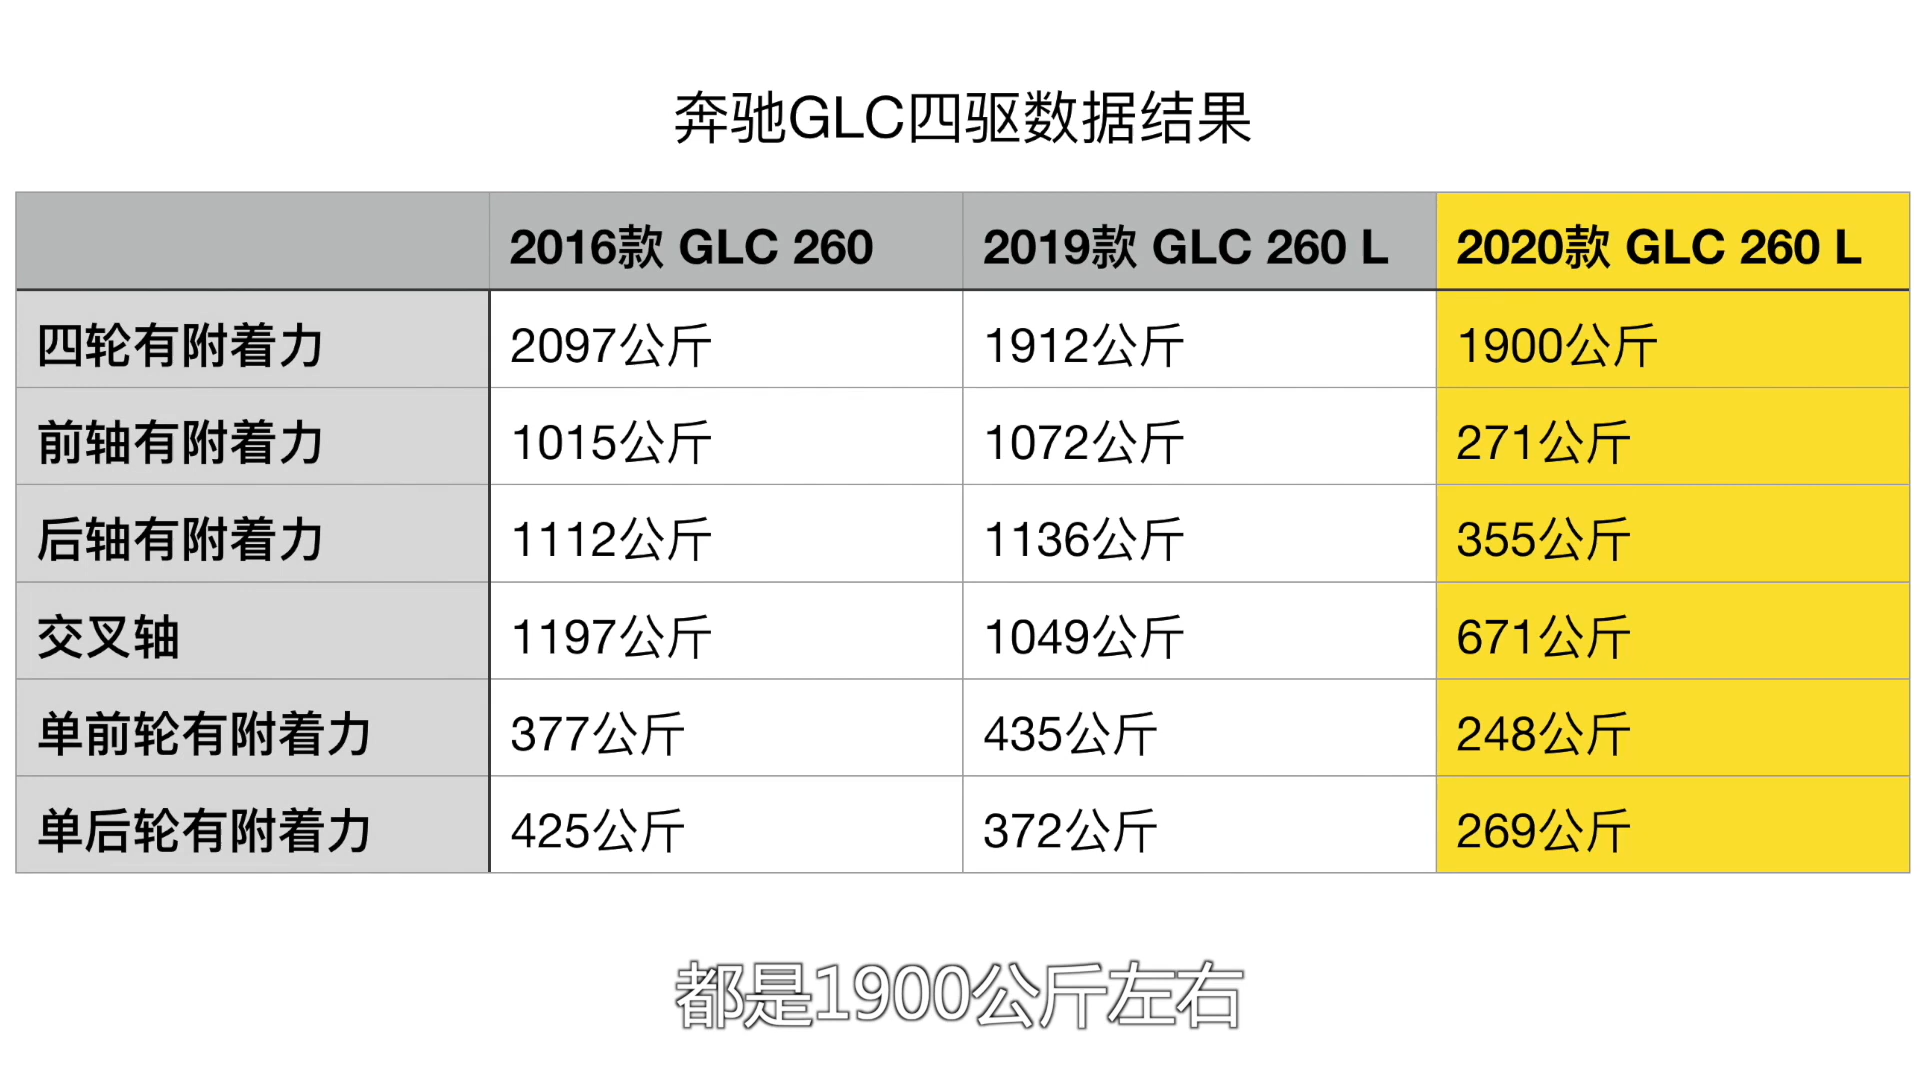 奔驰GLC四驱数据结果
2016款 GLC 260 2019款 GLC 260 L 2020款 GLC 260 L
四轮有附着力 2097公斤 1912公斤 1900公斤
前轴有附着力 1015公斤 1072公斤 271公斤
后轴有附着力 1112公斤 1136公斤 355公斤
交叉轴 1197公斤 1049公斤 671公斤
单前轮有附着力 377公斤 435公斤 248公斤
单后轮有附着力 425公斤 372公斤 269公斤
都是1900公斤左右